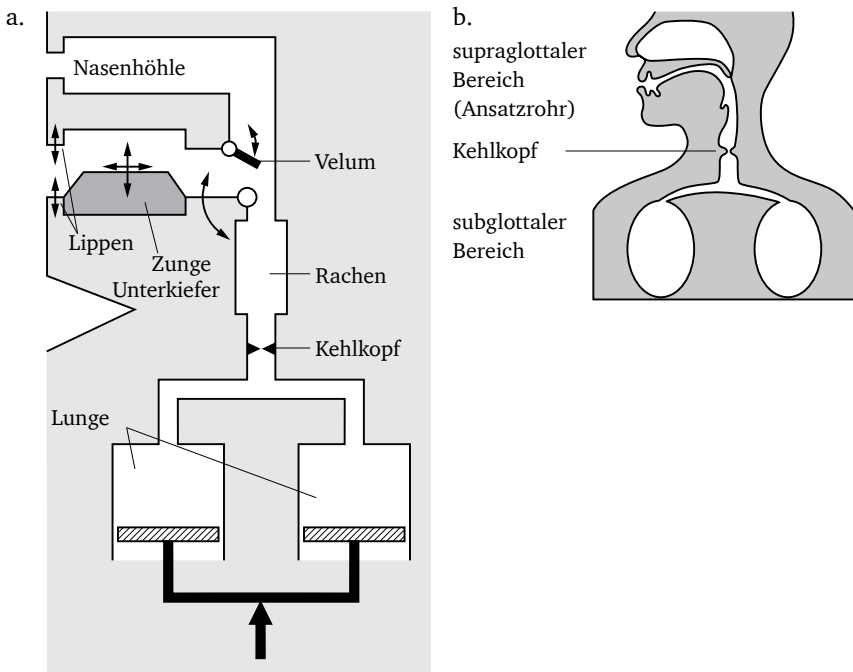 a.
Nasenhöhle
Velum
Lippen
Zunge
Unterkiefer
Rachen
Kehlkopf
Lunge
b.
supraglottaler
Bereich
(Ansatzrohr)
Kehlkopf
subglottaler
Bereich